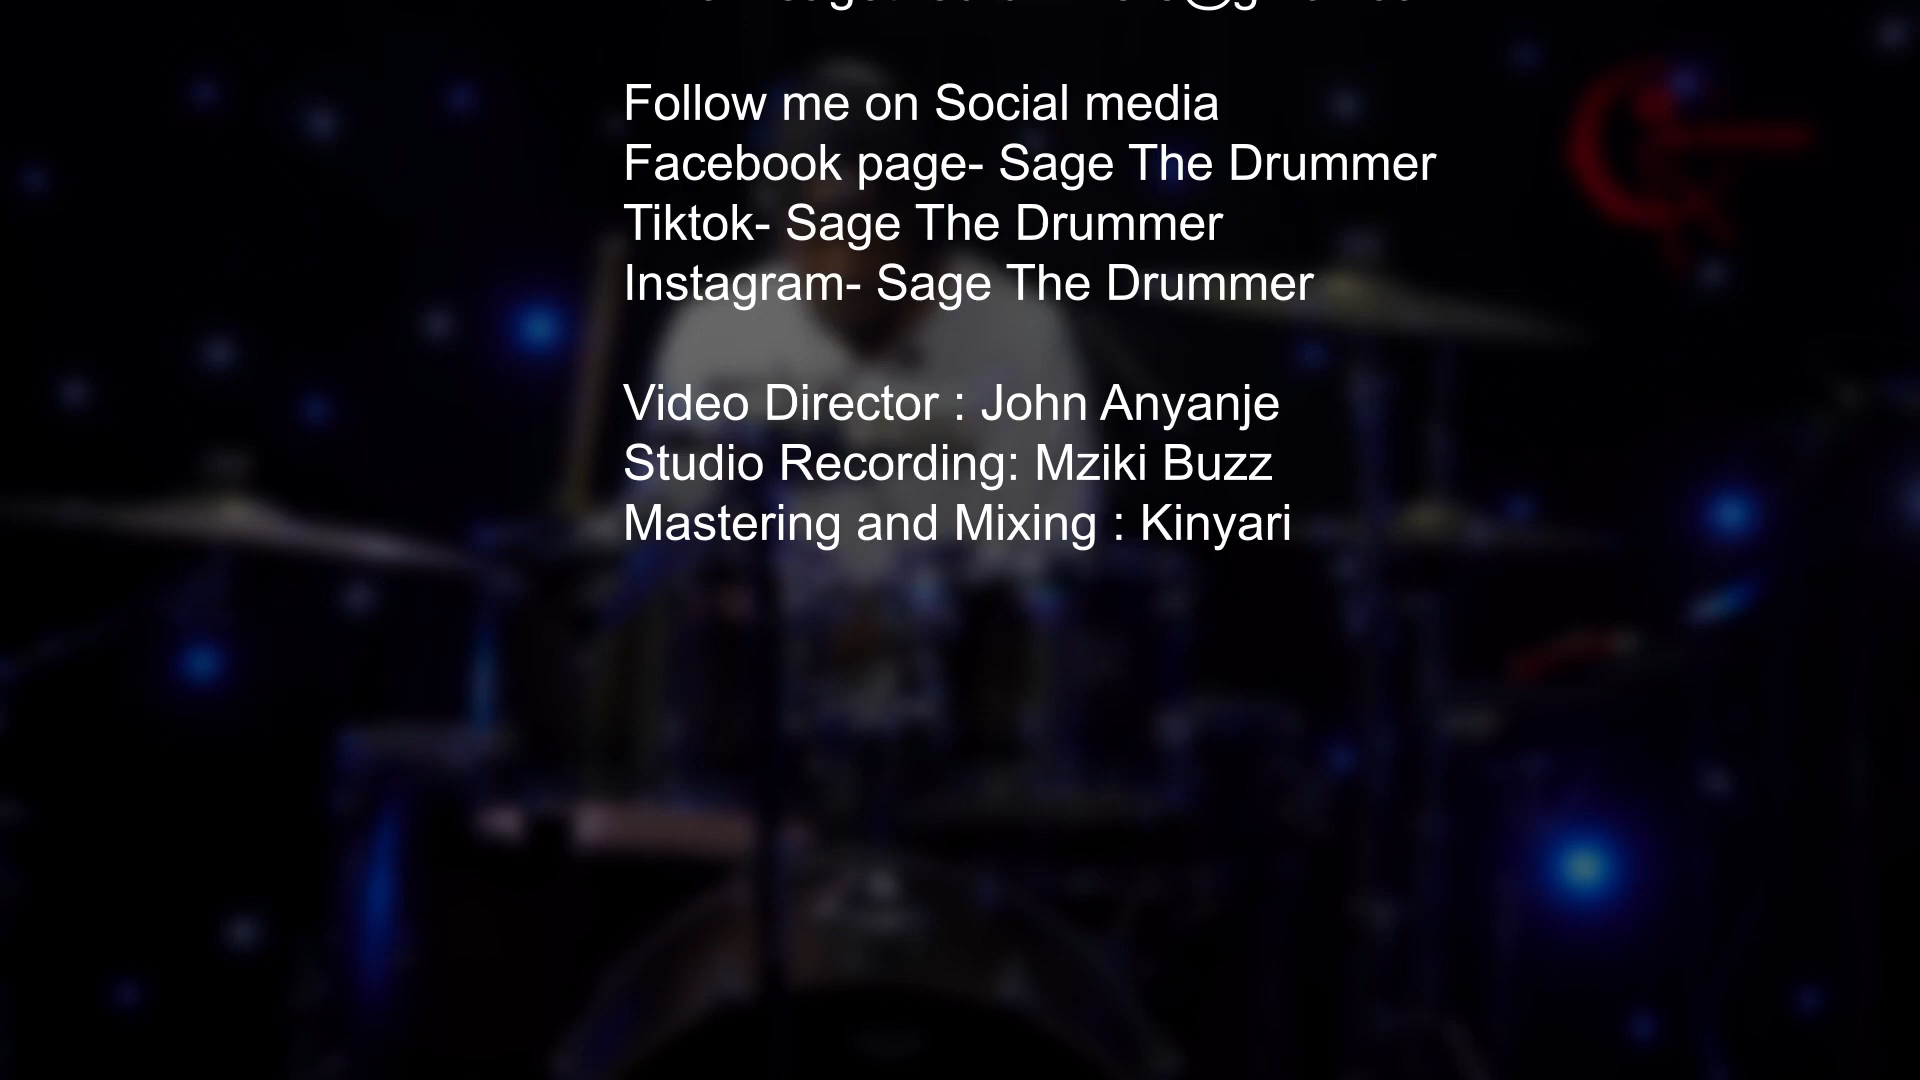 Follow me on Social media
Facebook page- Sage The Drummer
Tiktok- Sage The Drummer
Instagram- Sage The Drummer
Video Director : John Anyanje
Studio Recording: Mziki Buzz
Mastering and Mixing : Kinyari